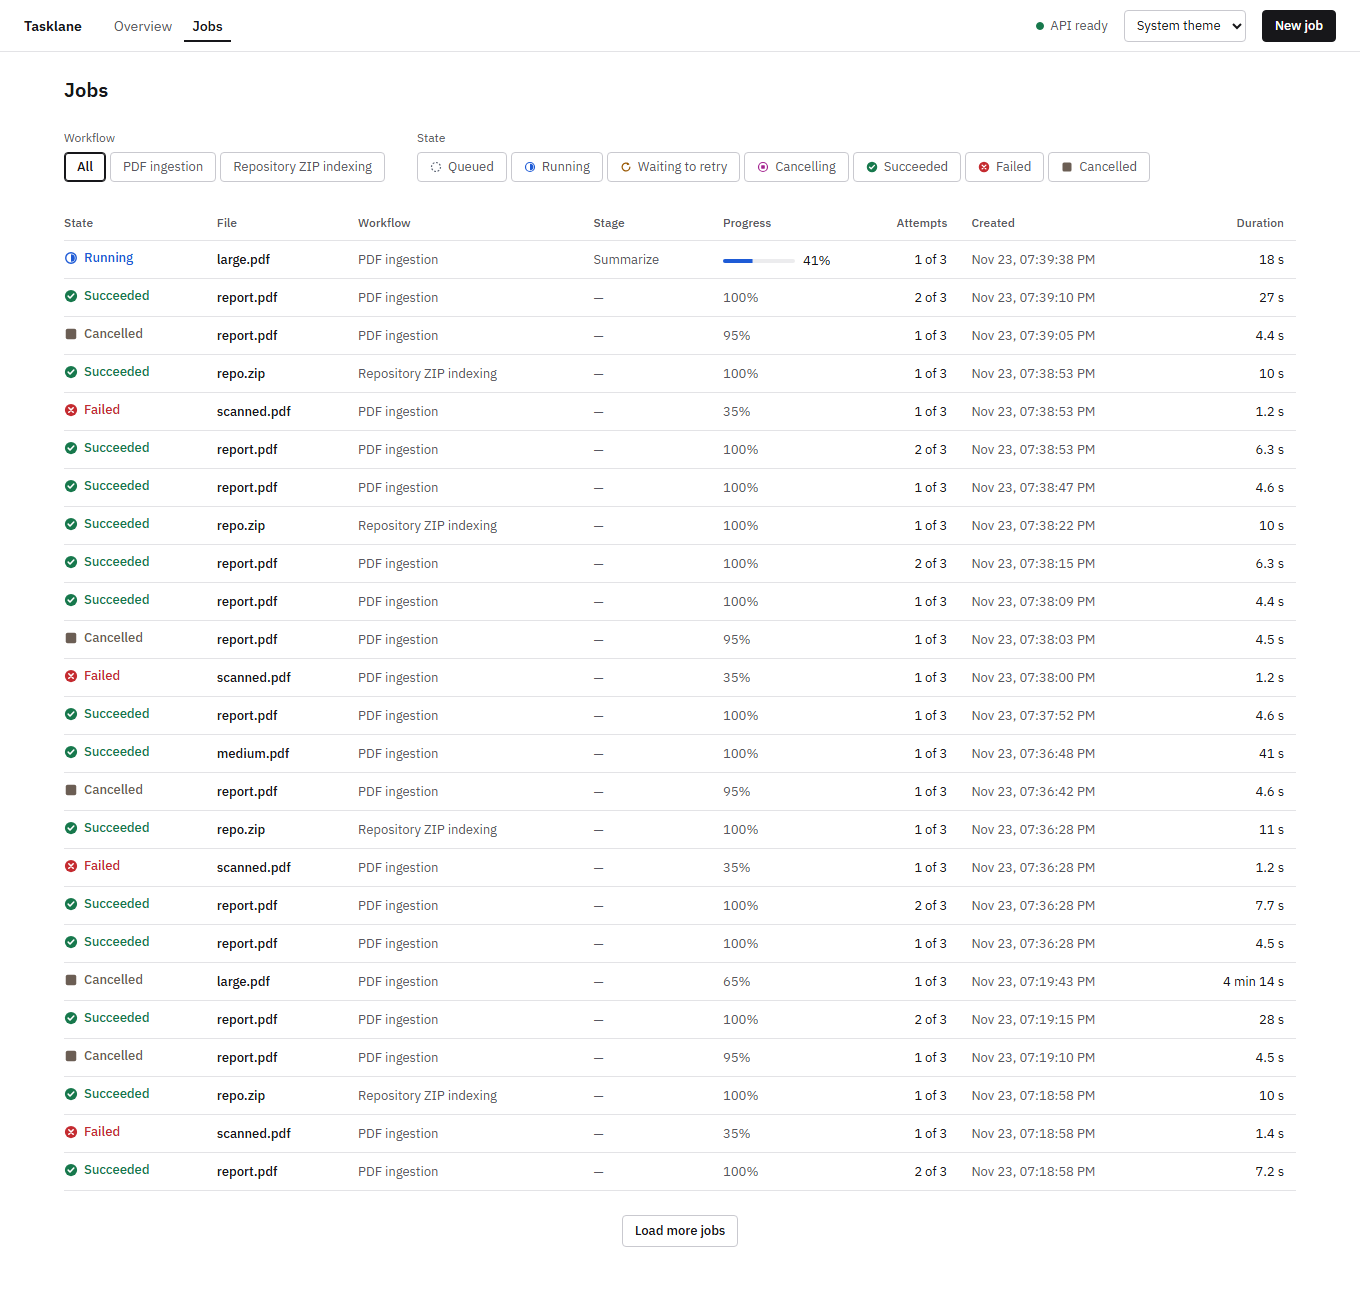 Tasklane Overview Jobs API ready System theme New job
Jobs
Workflow State
All PDF ingestion Repository ZIP indexing Queued Running Waiting to retry Cancelling Succeeded Failed Cancelled
State File Workflow Stage Progress Attempts Created Duration
Running large.pdf PDF ingestion Summarize 41% 1 of 3 Nov 23, 07:39:38 PM 18 s
Succeeded report.pdf PDF ingestion — 100% 2 of 3 Nov 23, 07:39:10 PM 27 s
Cancelled report.pdf PDF ingestion — 95% 1 of 3 Nov 23, 07:39:05 PM 4.4 s
Succeeded repo.zip Repository ZIP indexing — 100% 1 of 3 Nov 23, 07:38:53 PM 10 s
Failed scanned.pdf PDF ingestion — 35% 1 of 3 Nov 23, 07:38:53 PM 1.2 s
Succeeded report.pdf PDF ingestion — 100% 2 of 3 Nov 23, 07:38:53 PM 6.3 s
Succeeded report.pdf PDF ingestion — 100% 1 of 3 Nov 23, 07:38:47 PM 4.6 s
Succeeded repo.zip Repository ZIP indexing — 100% 1 of 3 Nov 23, 07:38:22 PM 10 s
Succeeded report.pdf PDF ingestion — 100% 2 of 3 Nov 23, 07:38:15 PM 6.3 s
Succeeded report.pdf PDF ingestion — 100% 1 of 3 Nov 23, 07:38:09 PM 4.4 s
Cancelled report.pdf PDF ingestion — 95% 1 of 3 Nov 23, 07:38:03 PM 4.5 s
Failed scanned.pdf PDF ingestion — 35% 1 of 3 Nov 23, 07:38:00 PM 1.2 s
Succeeded report.pdf PDF ingestion — 100% 1 of 3 Nov 23, 07:37:52 PM 4.6 s
Succeeded medium.pdf PDF ingestion — 100% 1 of 3 Nov 23, 07:36:48 PM 41 s
Cancelled report.pdf PDF ingestion — 95% 1 of 3 Nov 23, 07:36:42 PM 4.6 s
Succeeded repo.zip Repository ZIP indexing — 100% 1 of 3 Nov 23, 07:36:28 PM 11 s
Failed scanned.pdf PDF ingestion — 35% 1 of 3 Nov 23, 07:36:28 PM 1.2 s
Succeeded report.pdf PDF ingestion — 100% 2 of 3 Nov 23, 07:36:28 PM 7.7 s
Succeeded report.pdf PDF ingestion — 100% 1 of 3 Nov 23, 07:36:28 PM 4.5 s
Cancelled large.pdf PDF ingestion — 65% 1 of 3 Nov 23, 07:19:43 PM 4 min 14 s
Succeeded report.pdf PDF ingestion — 100% 2 of 3 Nov 23, 07:19:15 PM 28 s
Cancelled report.pdf PDF ingestion — 95% 1 of 3 Nov 23, 07:19:10 PM 4.5 s
Succeeded repo.zip Repository ZIP indexing — 100% 1 of 3 Nov 23, 07:18:58 PM 10 s
Failed scanned.pdf PDF ingestion — 35% 1 of 3 Nov 23, 07:18:58 PM 1.4 s
Succeeded report.pdf PDF ingestion — 100% 2 of 3 Nov 23, 07:18:58 PM 7.2 s
Load more jobs